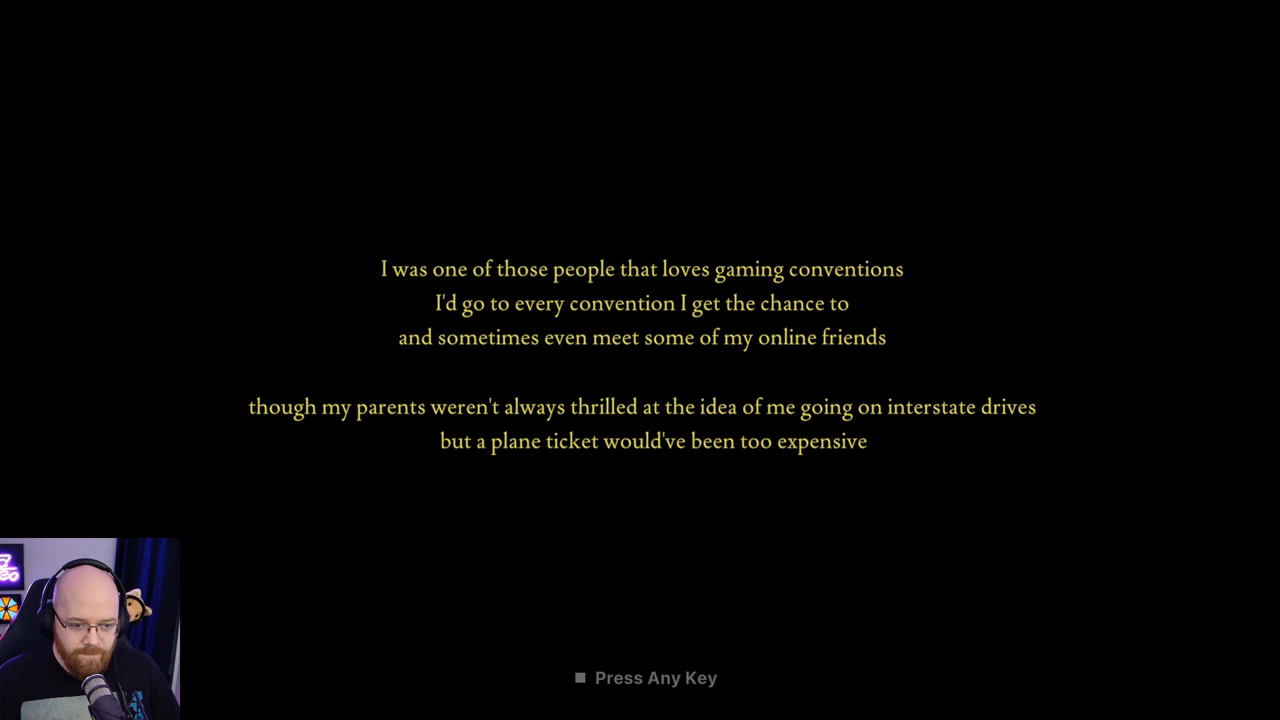 I was one of those people that loves gaming conventions
I'd go to every convention I get the chance to
and sometimes even meet some of my online friends
though my parents weren't always thrilled at the idea of me going on interstate drives
but a plane ticket would've been too expensive
Press Any Key